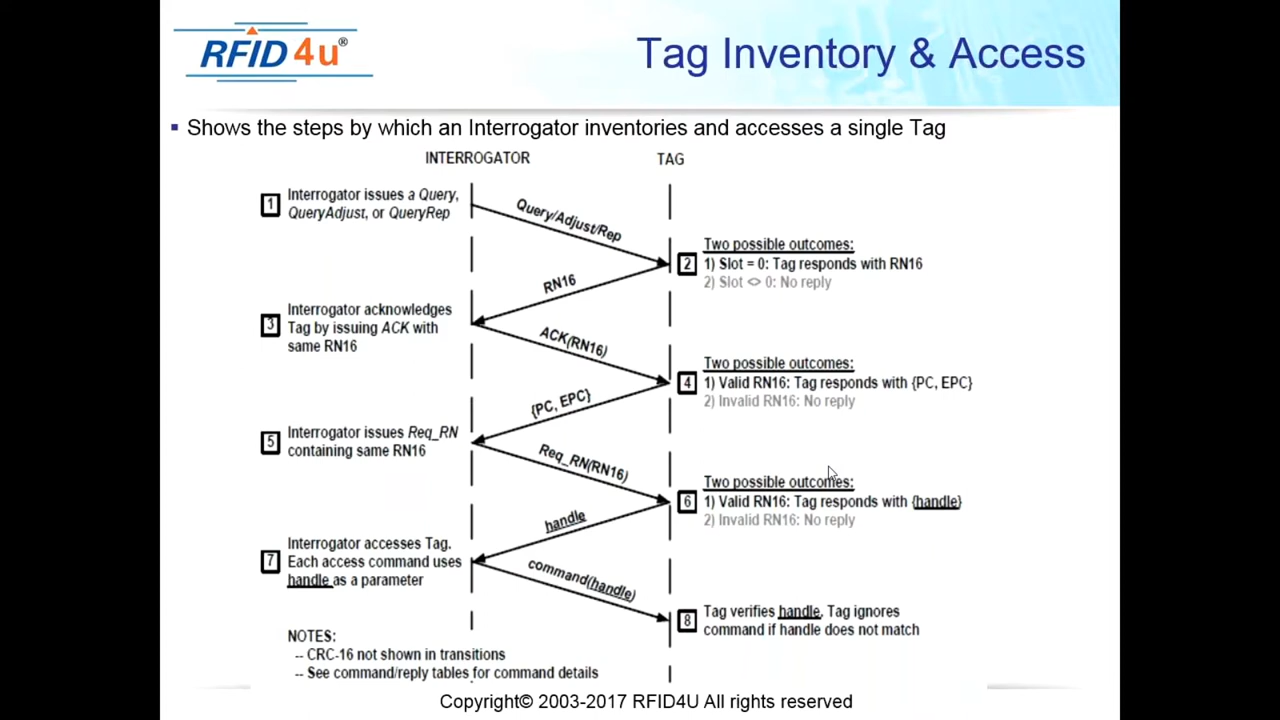 RFID4u®
Tag Inventory & Access
▪ Shows the steps by which an Interrogator inventories and accesses a single Tag
INTERROGATOR
TAG
1
Interrogator issues a Query,
QueryAdjust, or QueryRep
Query/Adjust/Rep
2
Two possible outcomes:
1) Slot = 0: Tag responds with RN16
2) Slot <> 0: No reply
RN16
3
Interrogator acknowledges
Tag by issuing ACK with
same RN16
ACK(RN16)
4
Two possible outcomes:
1) Valid RN16: Tag responds with {PC, EPC}
2) Invalid RN16: No reply
{PC, EPC}
5
Interrogator issues Req_RN
containing same RN16
Req_RN(RN16)
6
Two possible outcomes:
1) Valid RN16: Tag responds with {handle}
2) Invalid RN16: No reply
handle
7
Interrogator accesses Tag.
Each access command uses
handle as a parameter
command(handle)
8
Tag verifies handle. Tag ignores
command if handle does not match
NOTES:
-- CRC-16 not shown in transitions
-- See command/reply tables for command details
Copyright© 2003-2017 RFID4U All rights reserved